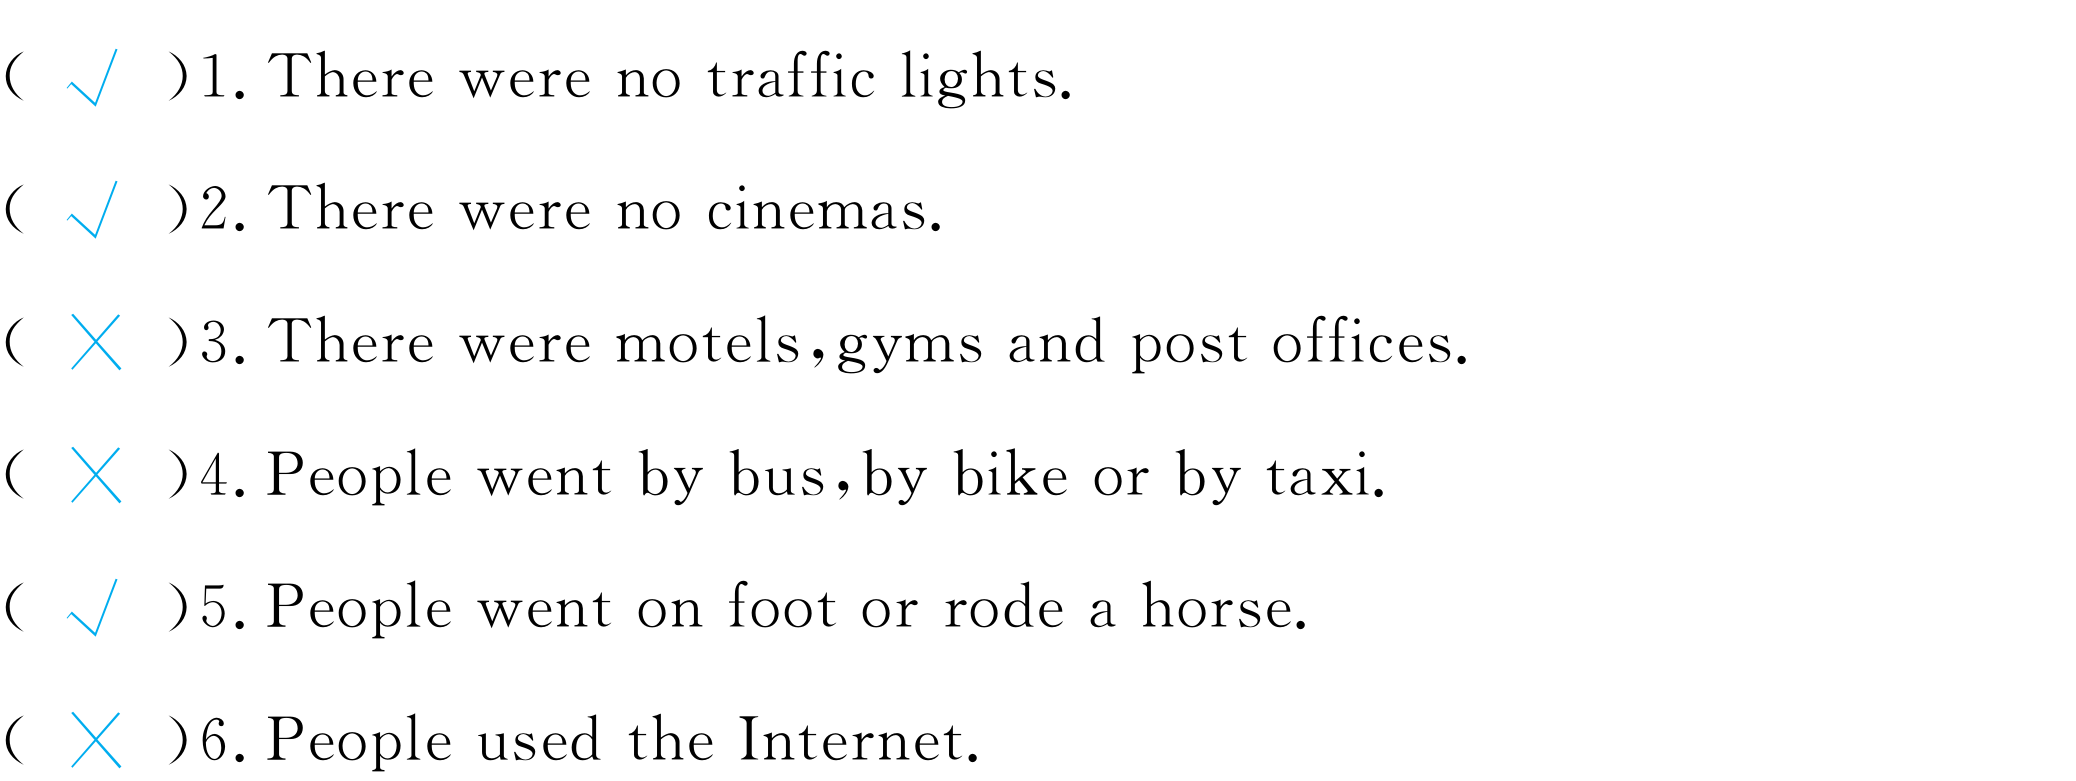 ( √ )1. There were no traffic lights.
( √ )2. There were no cinemas.
( × )3. There were motels,gyms and post offices.
( × )4. People went by bus,by bike or by taxi.
( √ )5. People went on foot or rode a horse.
( × )6. People used the Internet.